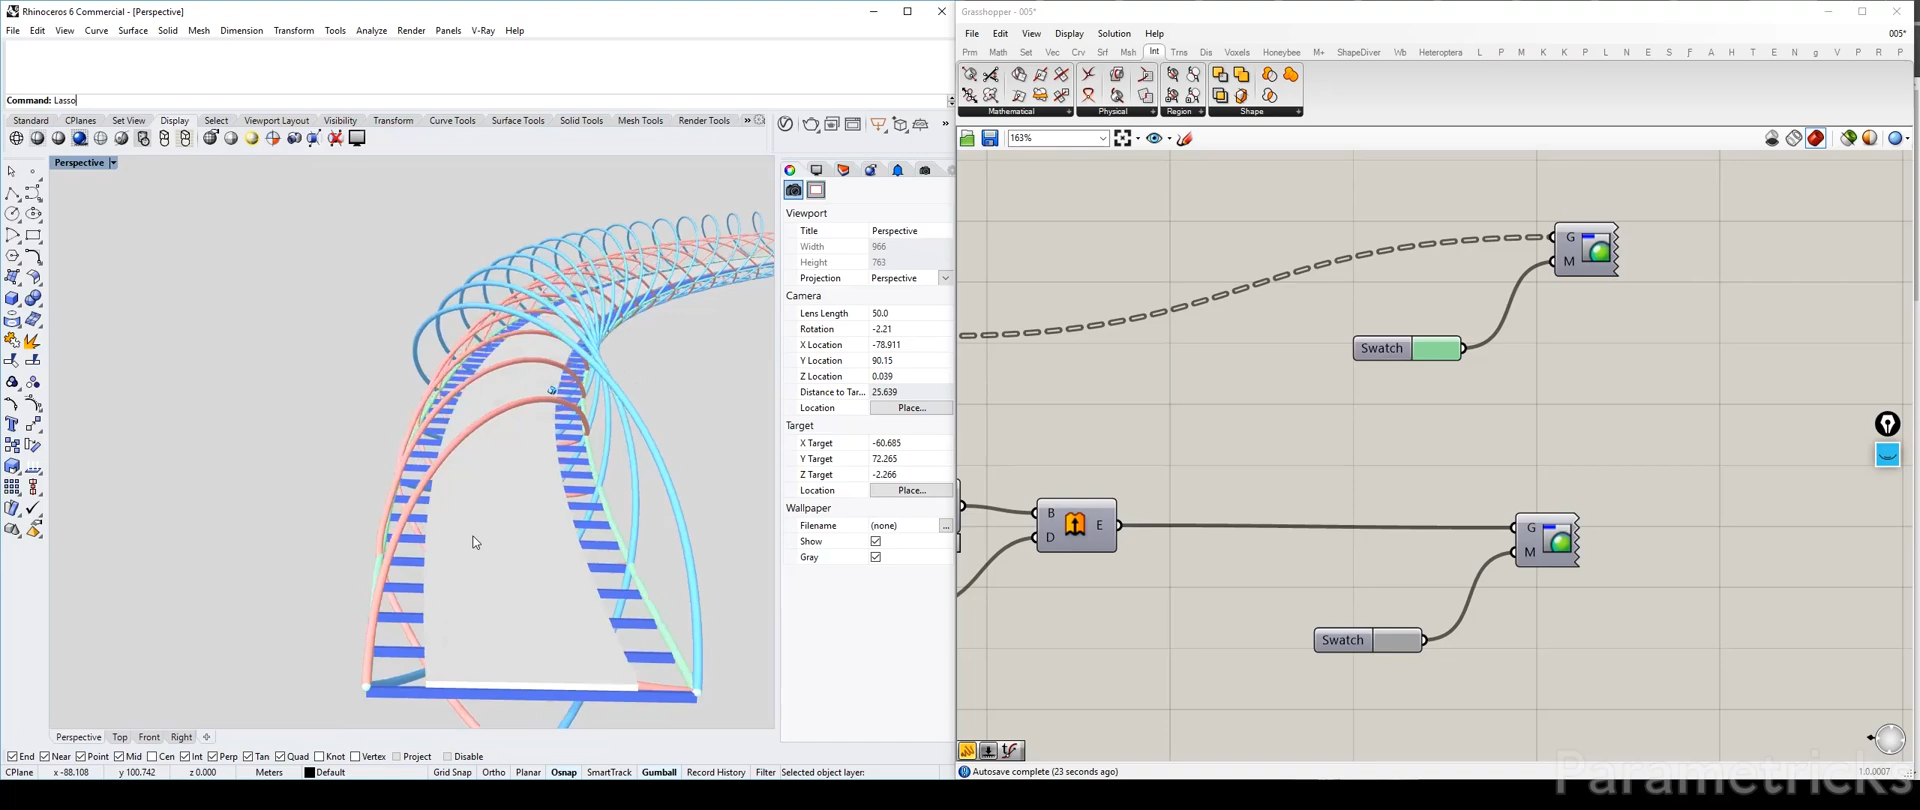 Rhinoceros 6 Commercial - [Perspective]
File Edit View Curve Surface Solid Mesh Dimension Transform Tools Analyze Render Panels V-Ray Help
Command: Lasso
Standard CPlanes Set View Display Select Viewport Layout Visibility Transform Curve Tools Surface Tools Solid Tools Mesh Tools Render Tools »
Perspective
Viewport
Title Perspective
Width 966
Height 763
Projection Perspective
Camera
Lens Length 50.0
Rotation -2.21
X Location -78.911
Y Location 90.15
Z Location 0.039
Distance to Tar... 25.639
Location Place...
Target
X Target -60.685
Y Target 72.265
Z Target -2.266
Location Place...
Wallpaper
Filename (none) ...
Show
Gray
Perspective Top Front Right
End Near Point Mid Cen Int Perp Tan Quad Knot Vertex Project Disable
CPlane x -88.108 y 100.742 z 0.000 Meters Default Grid Snap Ortho Planar Osnap SmartTrack Gumball Record History Filter Selected object layer:
Grasshopper - 005*
File Edit View Display Solution Help
005*
Prm Math Set Vec Crv Srf Msh Int Trns Dis Voxels Honeybee M+ ShapeDiver Wb Heteroptera L P M K K P L N E S F A H T E N g V P R P
Mathematical Physical Region Shape
163%
G
M
Swatch
B
D
E
G
M
Swatch
Autosave complete (23 seconds ago)
1.0.0007
Parametricks